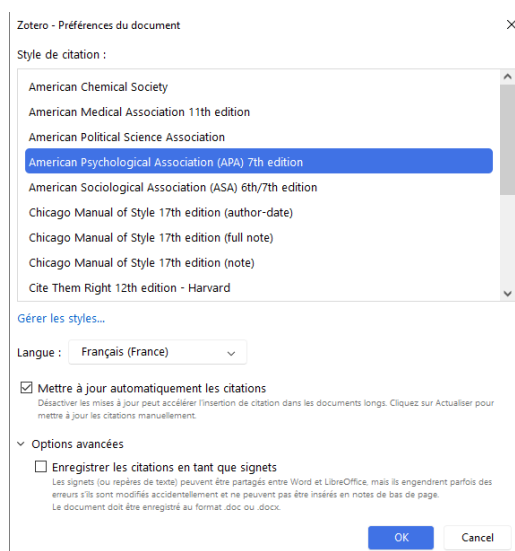 Zotero - Préférences du document
Style de citation :
American Chemical Society
American Medical Association 11th edition
American Political Science Association
American Psychological Association (APA) 7th edition
American Sociological Association (ASA) 6th/7th edition
Chicago Manual of Style 17th edition (author-date)
Chicago Manual of Style 17th edition (full note)
Chicago Manual of Style 17th edition (note)
Cite Them Right 12th edition - Harvard
Gérer les styles...
Langue : Français (France)
Mettre à jour automatiquement les citations
Désactiver les mises à jour peut accélérer l'insertion de citation dans les documents longs. Cliquez sur Actualiser pour
mettre à jour les citations manuellement.
Options avancées
Enregistrer les citations en tant que signets
Les signets (ou repères de texte) peuvent être partagés entre Word et LibreOffice, mais ils engendrent parfois des
erreurs s'ils sont modifiés accidentellement et ne peuvent pas être insérés en notes de bas de page.
Le document doit être enregistré au format .doc ou .docx.
OK Cancel